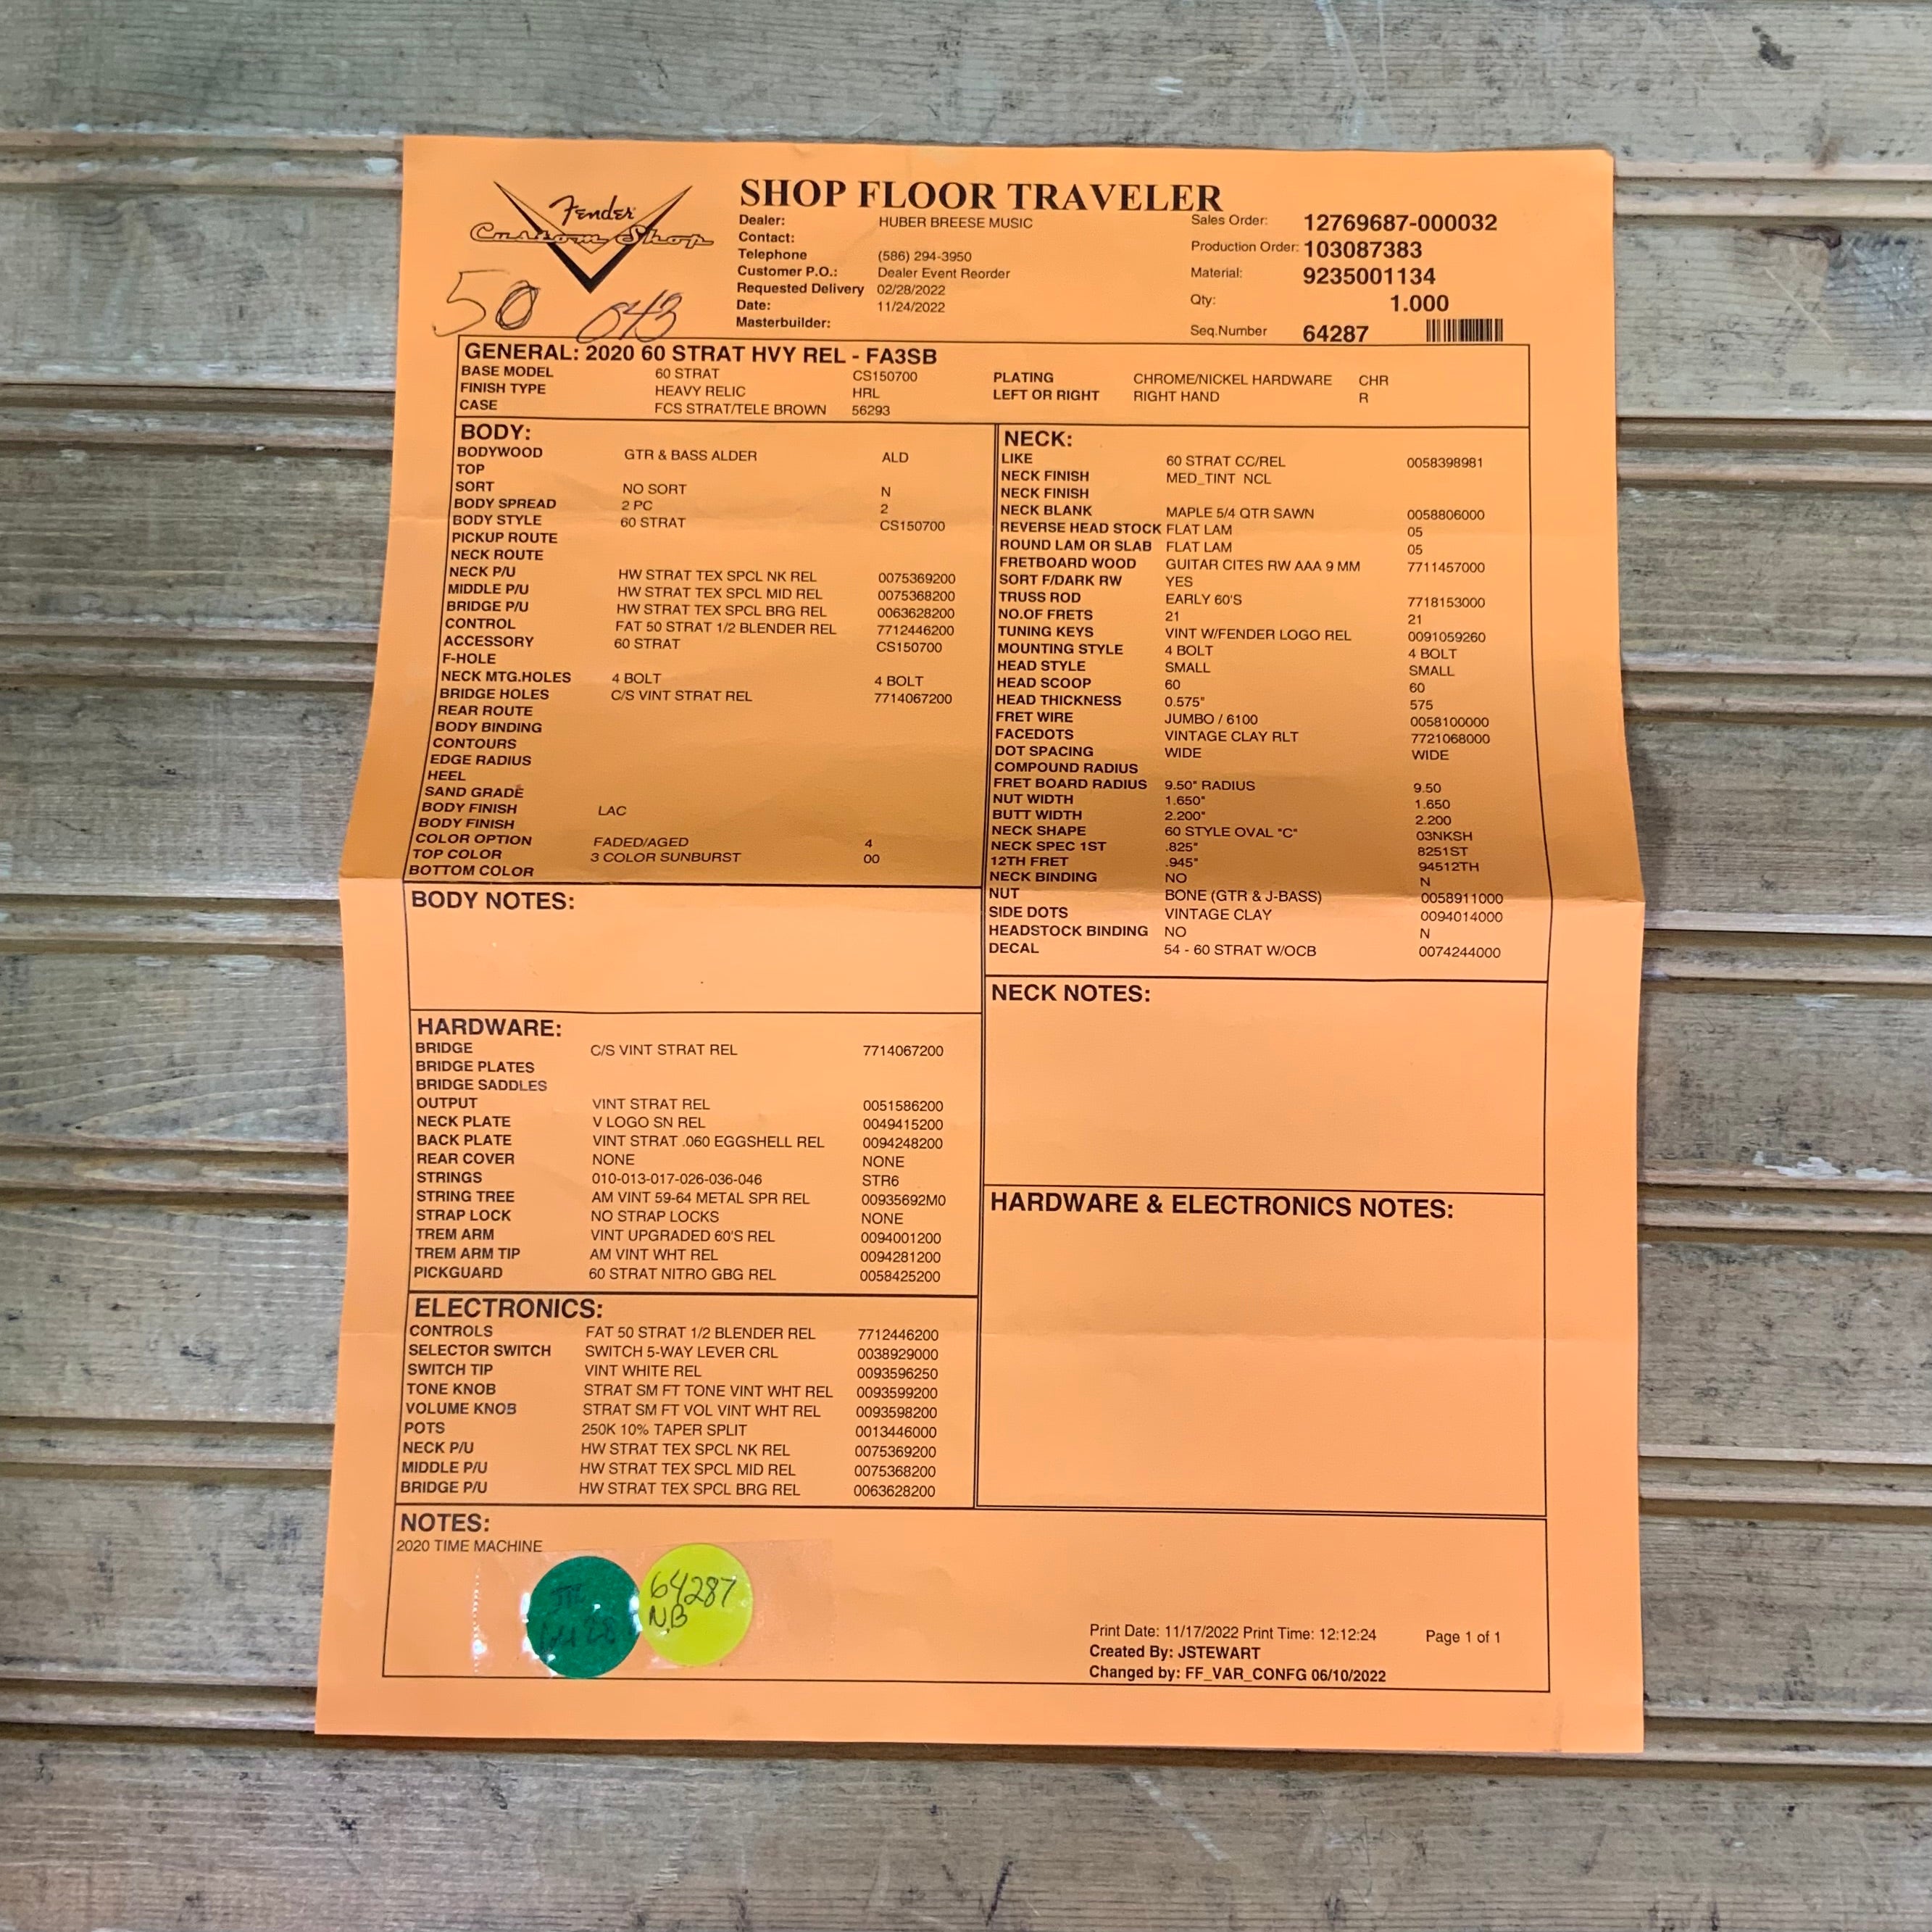 Fender
Custom Shop
SHOP FLOOR TRAVELER
Dealer: HUBER BREESE MUSIC
Contact:
Telephone (586) 294-3950
Customer P.O.: Dealer Event Reorder
Requested Delivery 02/28/2022
Date: 11/24/2022
Masterbuilder:
Sales Order: 12769687-000032
Production Order: 103087383
Material: 9235001134
Qty: 1.000
Seq.Number 64287
50 043
GENERAL: 2020 60 STRAT HVY REL - FA3SB
BASE MODEL 60 STRAT CS150700
FINISH TYPE HEAVY RELIC HRL
CASE FCS STRAT/TELE BROWN 56293
PLATING CHROME/NICKEL HARDWARE CHR
LEFT OR RIGHT RIGHT HAND R
BODY:
BODYWOOD GTR & BASS ALDER ALD
TOP
SORT NO SORT N
BODY SPREAD 2 PC 2
BODY STYLE 60 STRAT CS150700
PICKUP ROUTE
NECK ROUTE
NECK P/U HW STRAT TEX SPCL NK REL 0075369200
MIDDLE P/U HW STRAT TEX SPCL MID REL 0075368200
BRIDGE P/U HW STRAT TEX SPCL BRG REL 0063628200
CONTROL FAT 50 STRAT 1/2 BLENDER REL 7712446200
ACCESSORY 60 STRAT CS150700
F-HOLE
NECK MTG.HOLES 4 BOLT 4 BOLT
BRIDGE HOLES C/S VINT STRAT REL 7714067200
REAR ROUTE
BODY BINDING
CONTOURS
EDGE RADIUS
HEEL
SAND GRADE
BODY FINISH LAC
BODY FINISH
COLOR OPTION FADED/AGED 4
TOP COLOR 3 COLOR SUNBURST 00
BOTTOM COLOR
BODY NOTES:
HARDWARE:
BRIDGE C/S VINT STRAT REL 7714067200
BRIDGE PLATES
BRIDGE SADDLES
OUTPUT VINT STRAT REL 0051586200
NECK PLATE V LOGO SN REL 0049415200
BACK PLATE VINT STRAT .060 EGGSHELL REL 0094248200
REAR COVER NONE NONE
STRINGS 010-013-017-026-036-046 STR6
STRING TREE AM VINT 59-64 METAL SPR REL 00935692M0
STRAP LOCK NO STRAP LOCKS NONE
TREM ARM VINT UPGRADED 60'S REL 0094001200
TREM ARM TIP AM VINT WHT REL 0094281200
PICKGUARD 60 STRAT NITRO GBG REL 0058425200
ELECTRONICS:
CONTROLS FAT 50 STRAT 1/2 BLENDER REL 7712446200
SELECTOR SWITCH SWITCH 5-WAY LEVER CRL 0038929000
SWITCH TIP VINT WHITE REL 0093596250
TONE KNOB STRAT SM FT TONE VINT WHT REL 0093599200
VOLUME KNOB STRAT SM FT VOL VINT WHT REL 0093598200
POTS 250K 10% TAPER SPLIT 0013446000
NECK P/U HW STRAT TEX SPCL NK REL 0075369200
MIDDLE P/U HW STRAT TEX SPCL MID REL 0075368200
BRIDGE P/U HW STRAT TEX SPCL BRG REL 0063628200
NECK:
LIKE 60 STRAT CC/REL 0058398981
NECK FINISH MED_TINT NCL
NECK FINISH
NECK BLANK MAPLE 5/4 QTR SAWN 0058806000
REVERSE HEAD STOCK FLAT LAM 05
ROUND LAM OR SLAB FLAT LAM 05
FRETBOARD WOOD GUITAR CITES RW AAA 9 MM 7711457000
SORT F/DARK RW YES
TRUSS ROD EARLY 60'S 7718153000
NO.OF FRETS 21 21
TUNING KEYS VINT W/FENDER LOGO REL 0091059260
MOUNTING STYLE 4 BOLT 4 BOLT
HEAD STYLE SMALL SMALL
HEAD SCOOP 60 60
HEAD THICKNESS 0.575" 575
FRET WIRE JUMBO / 6100 0058100000
FACEDOTS VINTAGE CLAY RLT 7721068000
DOT SPACING WIDE WIDE
COMPOUND RADIUS
FRET BOARD RADIUS 9.50" RADIUS 9.50
NUT WIDTH 1.650" 1.650
BUTT WIDTH 2.200" 2.200
NECK SHAPE 60 STYLE OVAL "C" 03NKSH
NECK SPEC 1ST .825" 8251ST
12TH FRET .945" 94512TH
NECK BINDING NO N
NUT BONE (GTR & J-BASS) 0058911000
SIDE DOTS VINTAGE CLAY 0094014000
HEADSTOCK BINDING NO N
DECAL 54 - 60 STRAT W/OCB 0074244000
NECK NOTES:
HARDWARE & ELECTRONICS NOTES:
NOTES:
2020 TIME MACHINE
64287
NB
Print Date: 11/17/2022 Print Time: 12:12:24 Page 1 of 1
Created By: JSTEWART
Changed by: FF_VAR_CONFG 06/10/2022